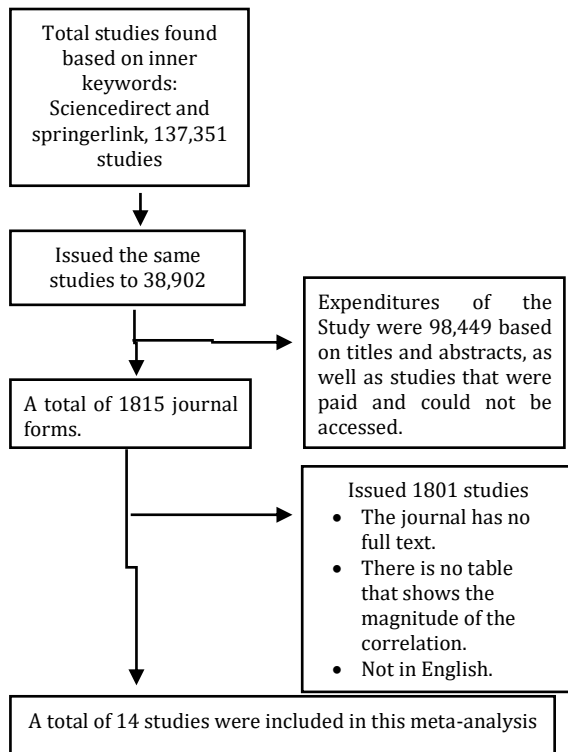 Total studies found
based on inner
keywords:
Sciencedirect and
springerlink, 137,351
studies
Issued the same
studies to 38,902
Expenditures of the
Study were 98,449 based
on titles and abstracts, as
well as studies that were
paid and could not be
accessed.
A total of 1815 journal
forms.
Issued 1801 studies
• The journal has no
full text.
• There is no table
that shows the
magnitude of the
correlation.
• Not in English.
A total of 14 studies were included in this meta-analysis